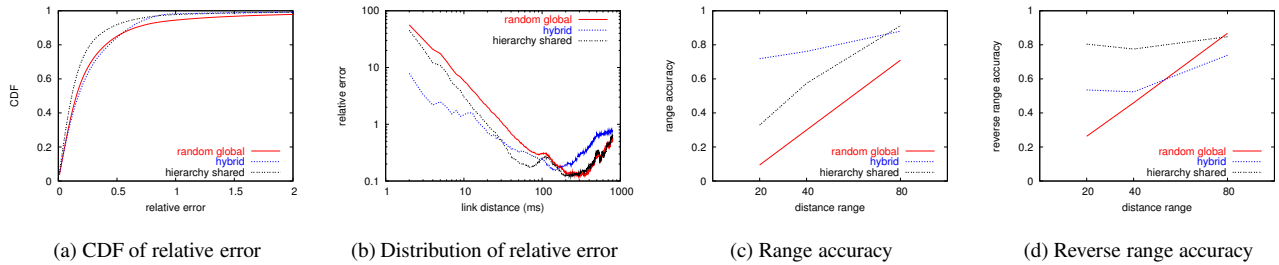 1
0.8
0.6
0.4
0.2
0
0 0.5 1 1.5 2
CDF
relative error
random global
hybrid
hierarchy shared
(a) CDF of relative error
100
10
1
0.1
1 10 100 1000
relative error
link distance (ms)
random global
hybrid
hierarchy shared
(b) Distribution of relative error
1
0.8
0.6
0.4
0.2
0
20 40 80
range accuracy
distance range
random global
hybrid
hierarchy shared
(c) Range accuracy
1
0.8
0.6
0.4
0.2
0
20 40 80
reverse range accuracy
distance range
random global
hybrid
hierarchy shared
(d) Reverse range accuracy